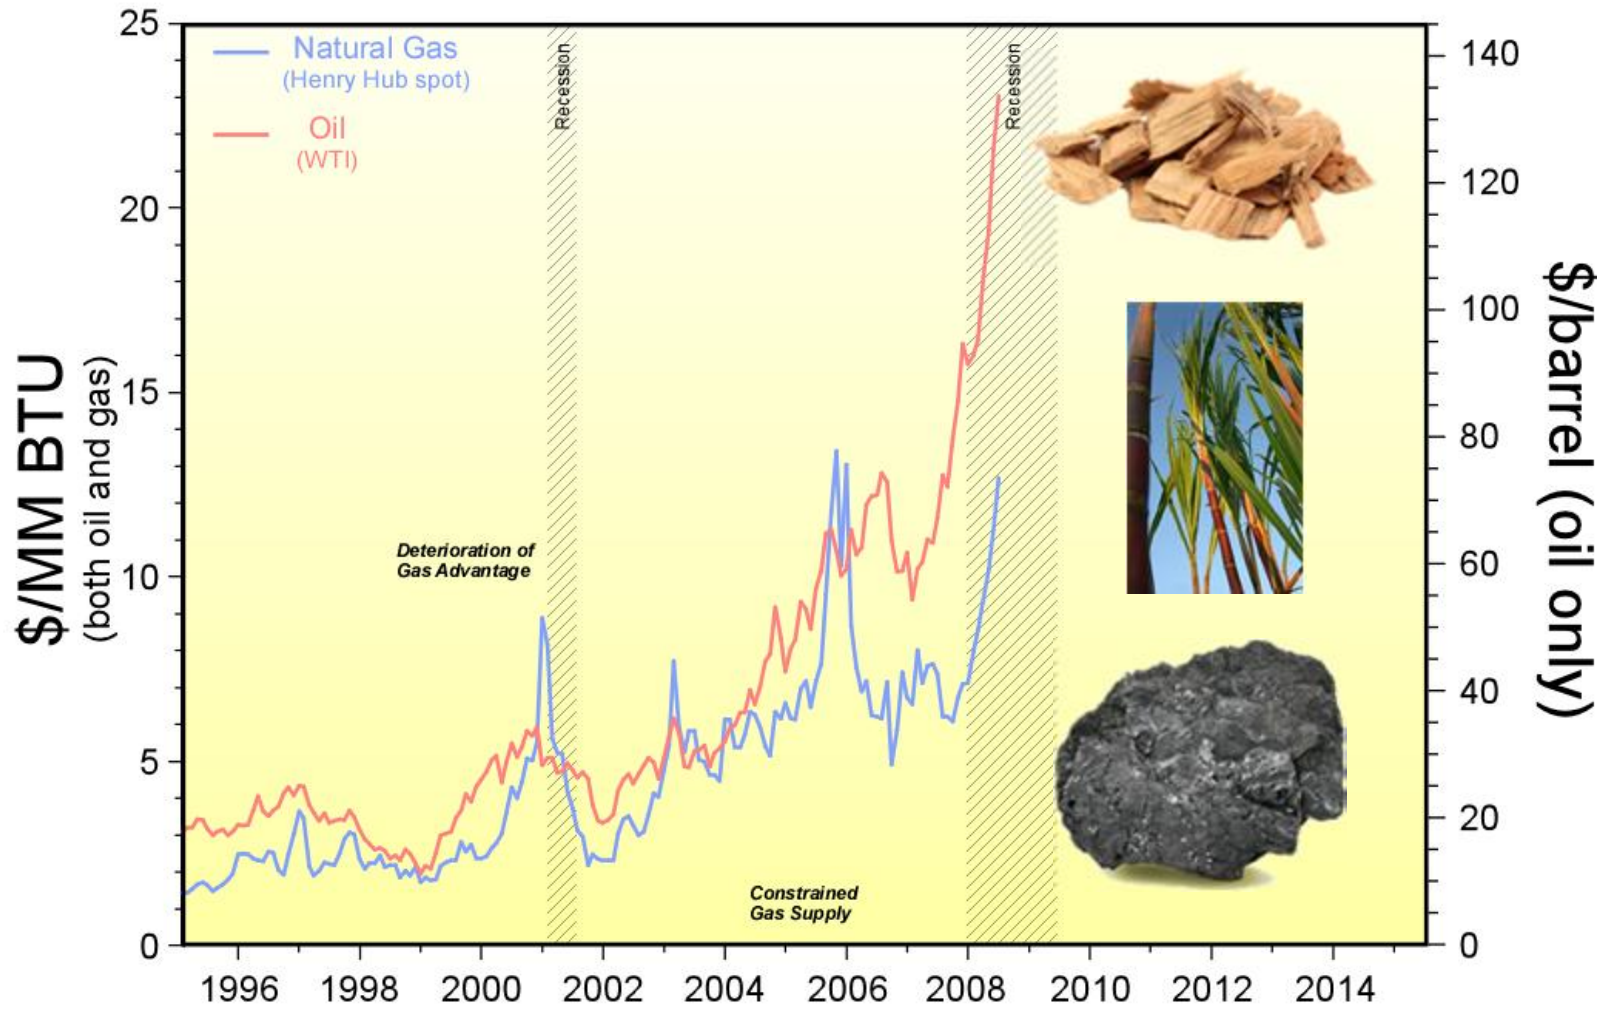 25
20
15
10
5
0
$/MM BTU
(both oil and gas)
Natural Gas
(Henry Hub spot)
Oil
(WTI)
Recession
Recession
Deterioration of
Gas Advantage
Constrained
Gas Supply
140
120
100
80
60
40
20
0
$/barrel (oil only)
1996 1998 2000 2002 2004 2006 2008 2010 2012 2014